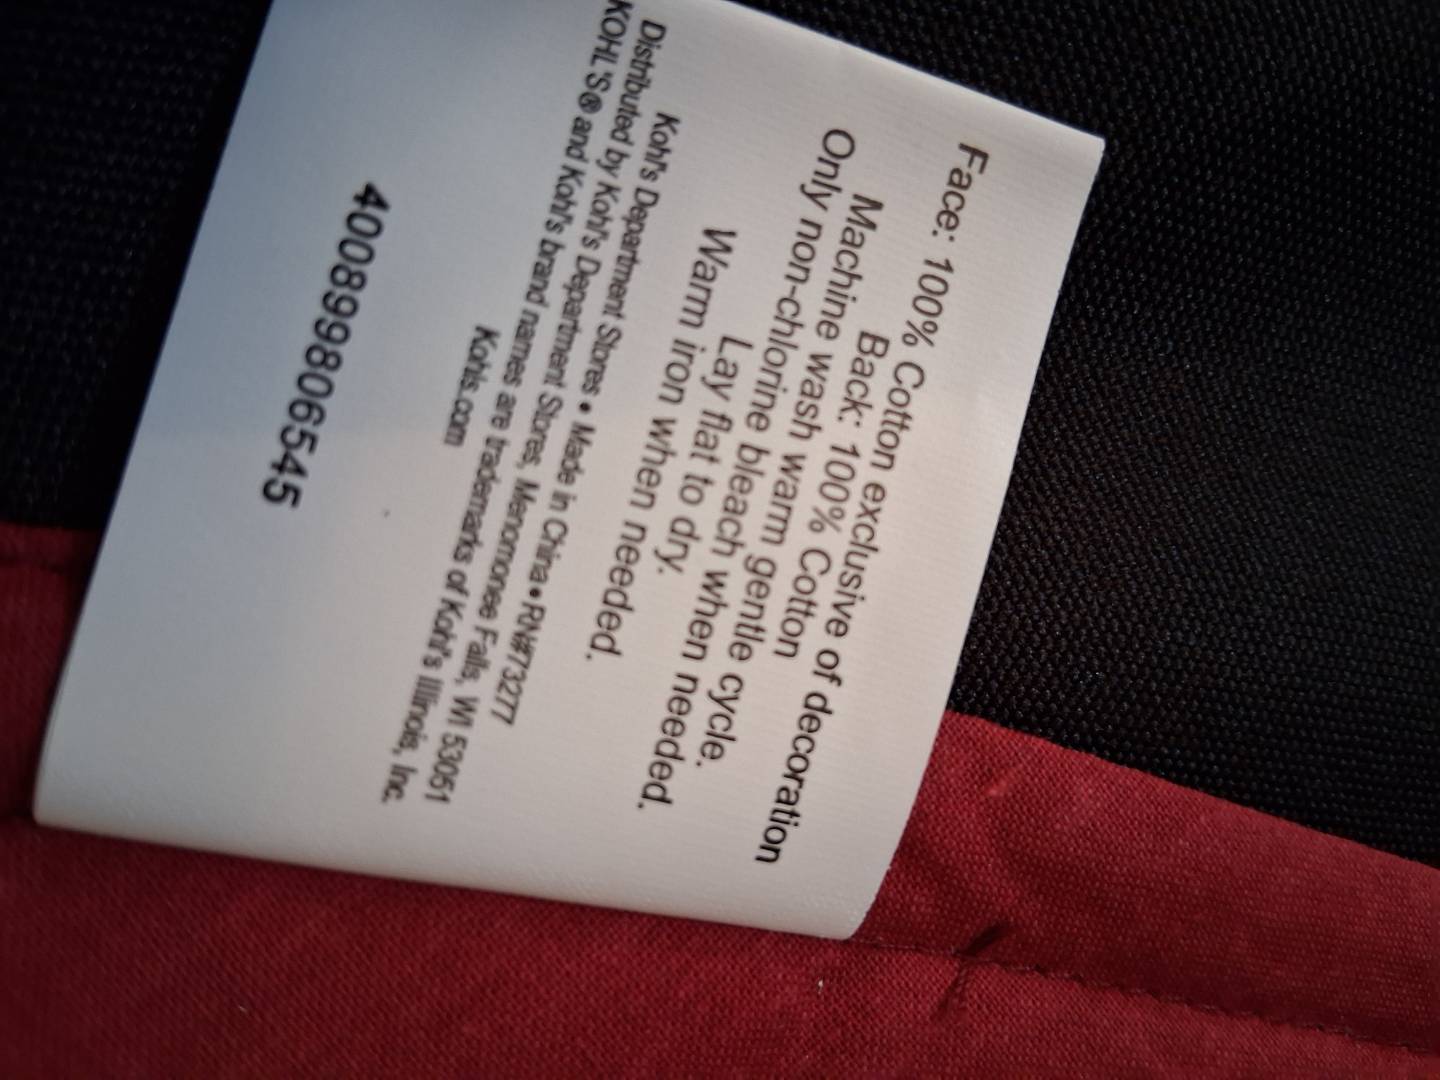 Face: 100% Cotton exclusive of decoration
Back: 100% Cotton
Machine wash warm gentle cycle.
Only non-chlorine bleach when needed.
Lay flat to dry.
Warm iron when needed.
Kohl's Department Stores • Made in China • RN#73277
Distributed by Kohl's Department Stores, Menomonee Falls, WI 53051
KOHL'S® and Kohl's brand names are trademarks of Kohl's Illinois, Inc.
Kohls.com
400899806545